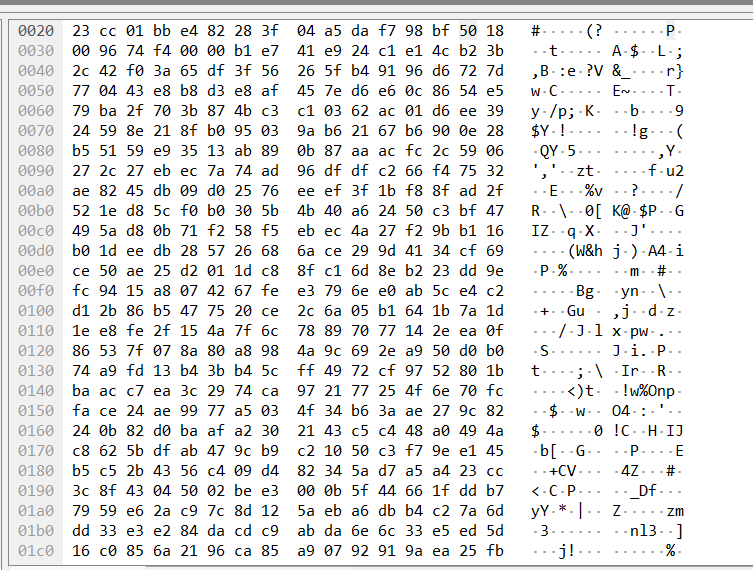 0020 23 cc 01 bb e4 82 28 3f 04 a5 da f7 98 bf 50 18 #·····(? ······P·
0030 00 96 74 f4 00 00 b1 e7 41 e9 24 c1 e1 4c b2 3b ··t····· A·$··L·;
0040 2c 42 f0 3a 65 df 3f 56 26 5f b4 91 96 d6 72 7d ,B·:e·?V &_····r}
0050 77 04 43 e8 b8 d3 e8 af 45 7e d6 e6 0c 86 54 e5 w·C····· E~····T·
0060 79 ba 2f 70 3b 87 4b c3 c1 03 62 ac 01 d6 ee 39 y·/p;·K· ··b····9
0070 24 59 8e 21 8f b0 95 03 9a b6 21 67 b6 90 0e 28 $Y·!···· ··!g···(
0080 b5 51 59 e9 35 13 ab 89 0b 87 aa ac fc 2c 59 06 ·QY·5··· ·····,Y·
0090 27 2c 27 eb ec 7a 74 ad 96 df df c2 66 f4 75 32 ','··zt· ····f·u2
00a0 ae 82 45 db 09 d0 25 76 ee ef 3f 1b f8 8f ad 2f ··E···%v ··?····/
00b0 52 1e d8 5c f0 b0 30 5b 4b 40 a6 24 50 c3 bf 47 R··\··0[ K@·$P··G
00c0 49 5a d8 0b 71 f2 58 f5 eb ec 4a 27 f2 9b b1 16 IZ··q·X· ··J'····
00d0 b0 1d ee db 28 57 26 68 6a ce 29 9d 41 34 cf 69 ····(W&h j·)·A4·i
00e0 ce 50 ae 25 d2 01 1d c8 8f c1 6d 8e b2 23 dd 9e ·P·%···· ··m··#··
00f0 fc 94 15 a8 07 42 67 fe e3 79 6e e0 ab 5c e4 c2 ·····Bg· ·yn··\··
0100 d1 2b 86 b5 47 75 20 ce 2c 6a 05 b1 64 1b 7a 1d ·+··Gu · ,j··d·z·
0110 1e e8 fe 2f 15 4a 7f 6c 78 89 70 77 14 2e ea 0f ···/·J·l x·pw·.··
0120 86 53 7f 07 8a 80 a8 98 4a 9c 69 2e a9 50 d0 b0 ·S······ J·i.·P··
0130 74 a9 fd 13 b4 3b b4 5c ff 49 72 cf 97 52 80 1b t····;·\ ·Ir··R··
0140 ba ac c7 ea 3c 29 74 ca 97 21 77 25 4f 6e 70 fc ····<)t· ·!w%Onp·
0150 fa ce 24 ae 99 77 a5 03 4f 34 b6 3a ae 27 9c 82 ··$··w·· O4·:·'··
0160 24 0b 82 d0 ba af a2 30 21 43 c5 c4 48 a0 49 4a $······0 !C··H·IJ
0170 c8 62 5b df ab 47 9c b9 c2 10 50 c3 f7 9e e1 45 ·b[··G·· ··P····E
0180 b5 c5 2b 43 56 c4 09 d4 82 34 5a d7 a5 a4 23 cc ··+CV··· ·4Z···#·
0190 3c 8f 43 04 50 02 be e3 00 0b 5f 44 66 1f dd b7 <·C·P··· ··_Df···
01a0 79 59 e6 2a c9 7c 8d 12 5a eb a6 db b4 c2 7a 6d yY·*·|·· Z·····zm
01b0 dd 33 e3 e2 84 da cd c9 ab da 6e 6c 33 e5 ed 5d ·3······ ··nl3··]
01c0 16 c0 85 6a 21 96 ca 85 a9 07 92 91 9a ea 25 fb ···j!··· ······%·